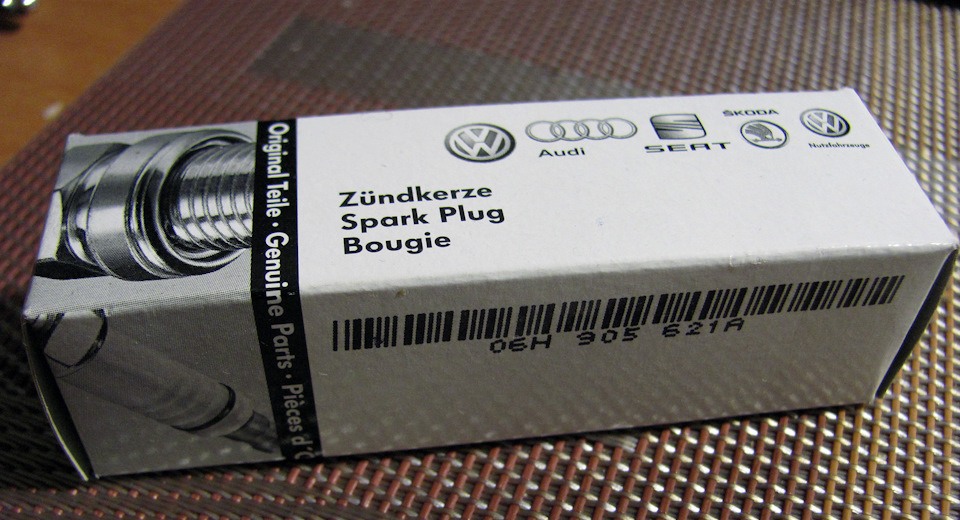 Original Teile • Genuine Parts • Pièces d'O
Audi
SEAT
ŠKODA
Nutzfahrzeuge
Zündkerze
Spark Plug
Bougie
06H 905 621A